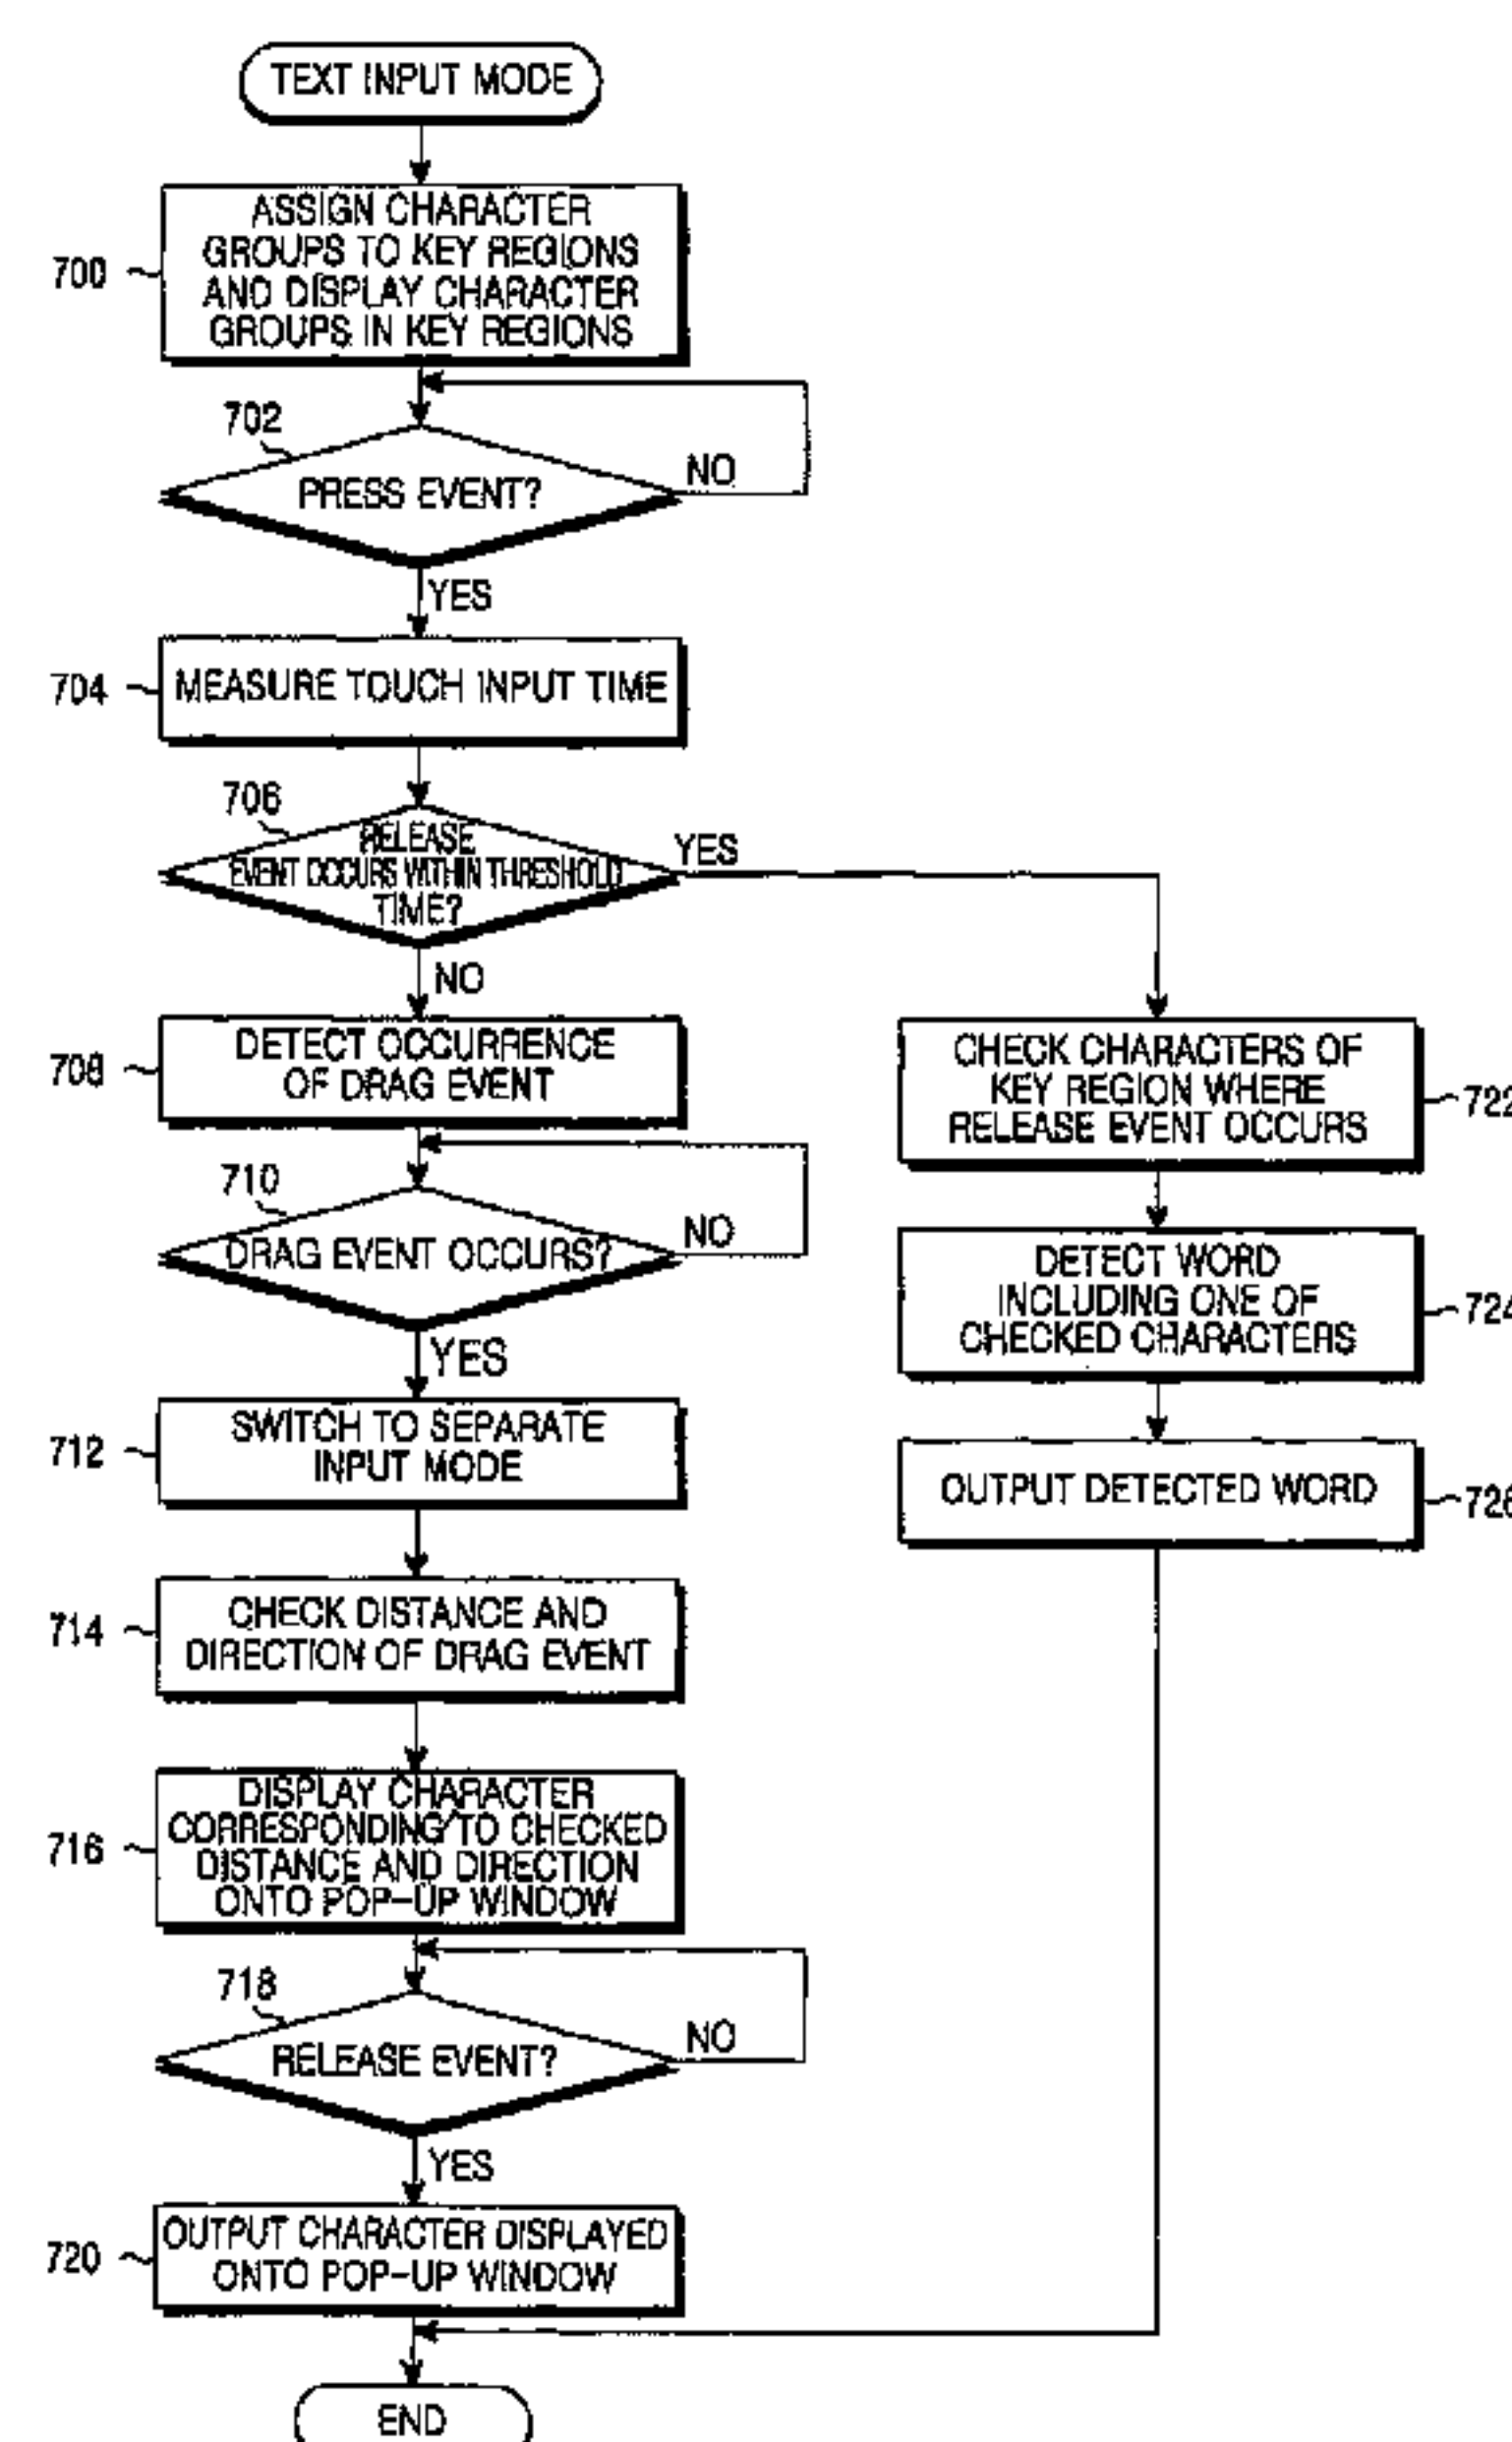 TEXT INPUT MODE
700
ASSIGN CHARACTER
GROUPS TO KEY REGIONS
AND DISPLAY CHARACTER
GROUPS IN KEY REGIONS
702
PRESS EVENT?
NO
YES
704
MEASURE TOUCH INPUT TIME
706
RELEASE
EVENT OCCURS WITHIN THRESHOLD
TIME?
YES
NO
708
DETECT OCCURRENCE
OF DRAG EVENT
710
DRAG EVENT OCCURS?
NO
YES
712
SWITCH TO SEPARATE
INPUT MODE
714
CHECK DISTANCE AND
DIRECTION OF DRAG EVENT
716
DISPLAY CHARACTER
CORRESPONDING TO CHECKED
DISTANCE AND DIRECTION
ONTO POP-UP WINDOW
718
RELEASE EVENT?
NO
YES
720
OUTPUT CHARACTER DISPLAYED
ONTO POP-UP WINDOW
END
CHECK CHARACTERS OF
KEY REGION WHERE
RELEASE EVENT OCCURS
722
DETECT WORD
INCLUDING ONE OF
CHECKED CHARACTERS
724
OUTPUT DETECTED WORD
726